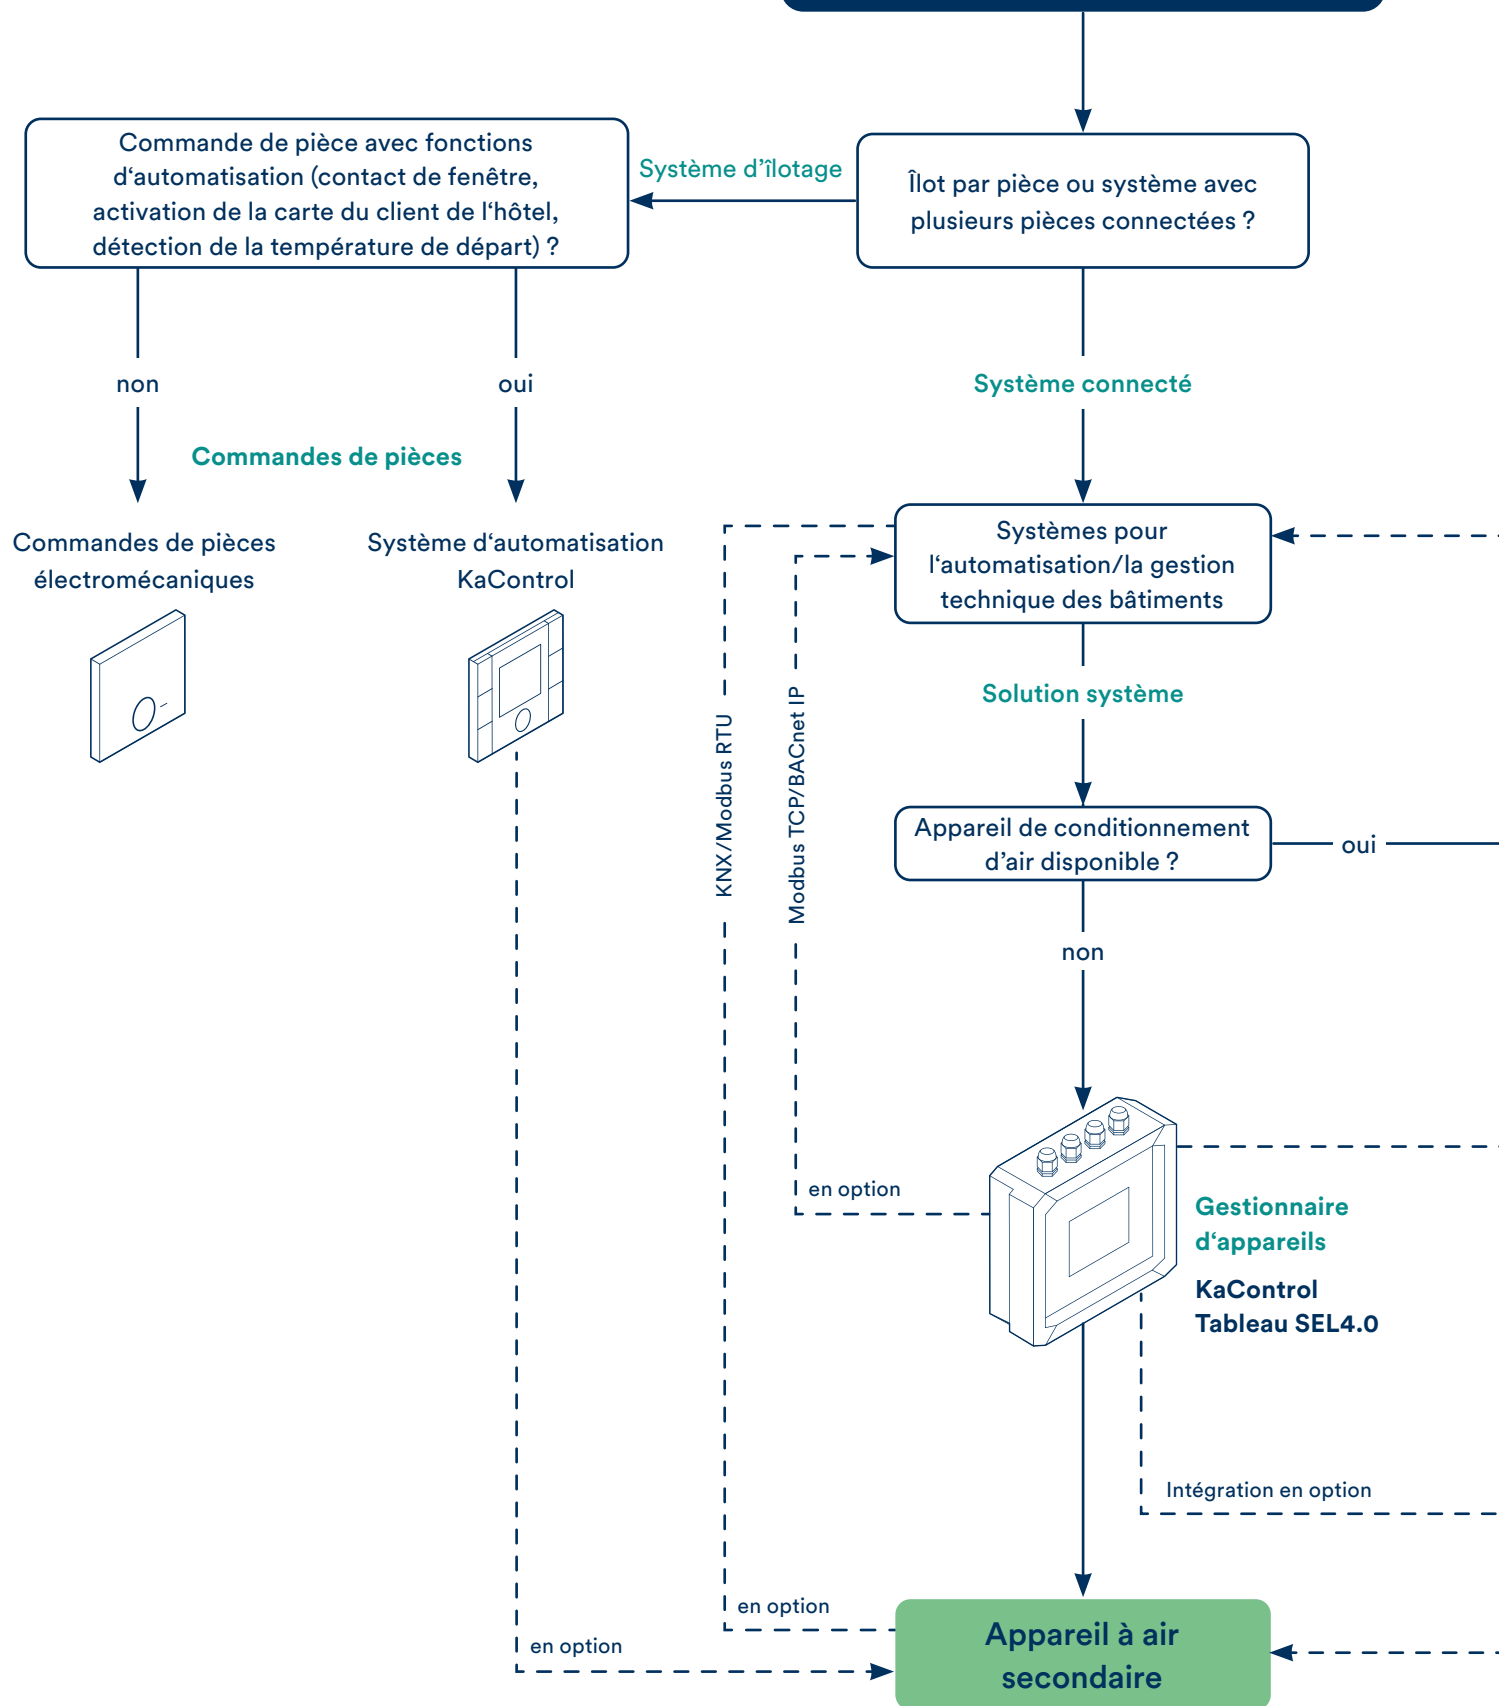 Commande de pièce avec fonctions
d‘automatisation (contact de fenêtre,
activation de la carte du client de l‘hôtel,
détection de la température de départ) ?
Système d’îlotage
Îlot par pièce ou système avec
plusieurs pièces connectées ?
non
oui
Système connecté
Commandes de pièces
Commandes de pièces
électromécaniques
Système d‘automatisation
KaControl
Systèmes pour
l‘automatisation/la gestion
technique des bâtiments
Solution système
KNX/Modbus RTU
Modbus TCP/BACnet IP
Appareil de conditionnement
d’air disponible ?
oui
non
en option
Gestionnaire
d‘appareils
KaControl
Tableau SEL4.0
Intégration en option
en option
en option
Appareil à air
secondaire